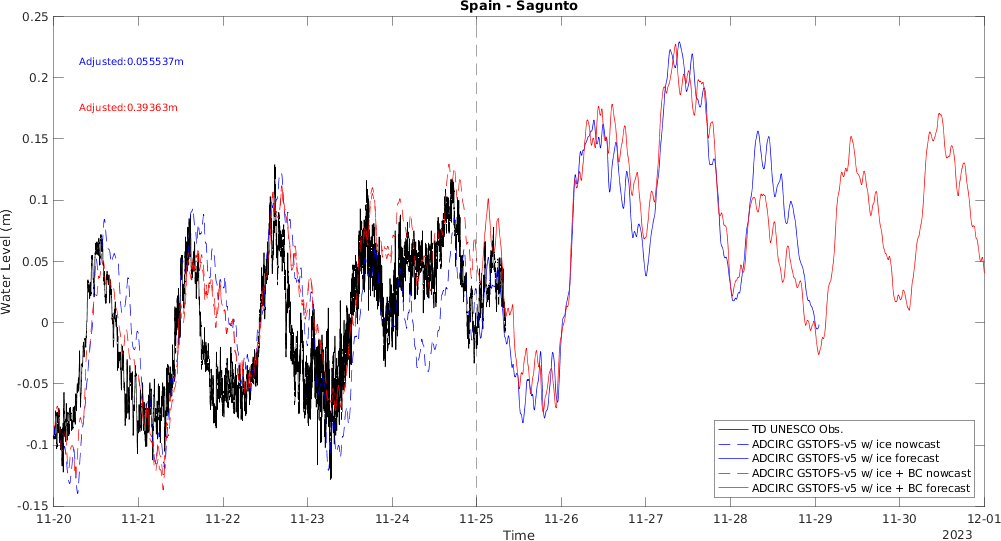 Spain - Sagunto
0.25
0.2
0.15
0.1
0.05
0
-0.05
-0.1
-0.15
Water Level (m)
Adjusted:0.055537m
Adjusted:0.39363m
TD UNESCO Obs.
ADCIRC GSTOFS-v5 w/ ice nowcast
ADCIRC GSTOFS-v5 w/ ice forecast
ADCIRC GSTOFS-v5 w/ ice + BC nowcast
ADCIRC GSTOFS-v5 w/ ice + BC forecast
11-20 11-21 11-22 11-23 11-24 11-25 11-26 11-27 11-28 11-29 11-30 12-01
Time
2023